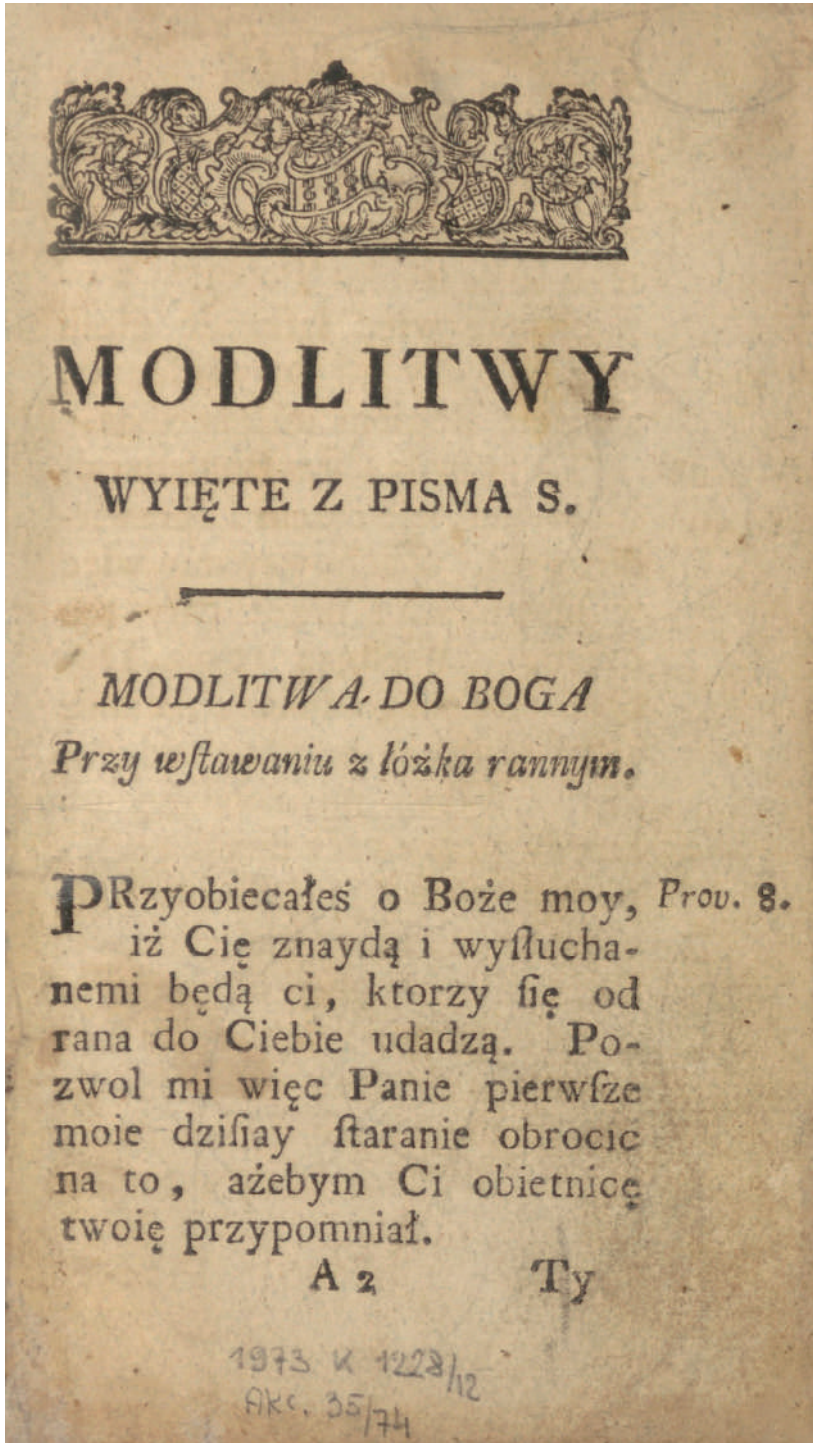 MODLITWY
WYIĘTE Z PISMA S.
MODLITWA DO BOGA
Przy wſtawaniu z łóżka rannym.
PRzyobiecałeś o Boże moy, Prov. 8.
iż Cię znaydą i wyſlucha-
nemi będą ci, ktorzy ſię od
rana do Ciebie udadzą. Po-
zwol mi więc Panie pierwſze
moie dziſiay ſtaranie obrocic
na to, ażebym Ci obietnicę
twoię przypomniał.
A 2 Ty
1973 K 1228/12
Akc. 35/74